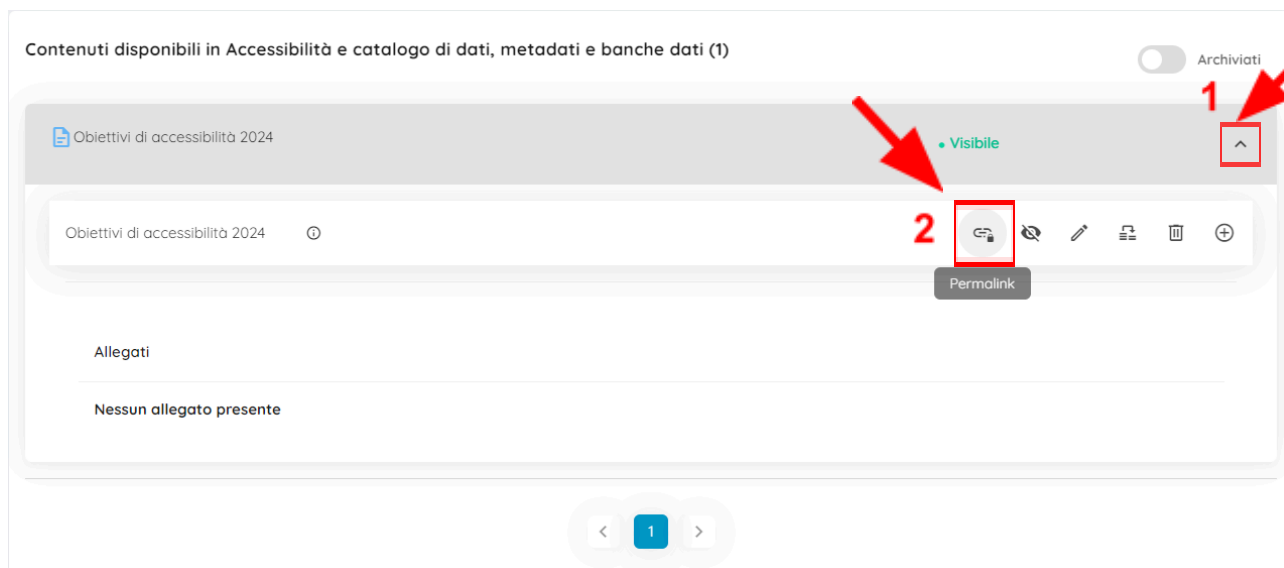 Contenuti disponibili in Accessibilità e catalogo di dati, metadati e banche dati (1)
Archiviati
1
Obiettivi di accessibilità 2024
• Visibile
Obiettivi di accessibilità 2024
2
Permalink
Allegati
Nessun allegato presente
1